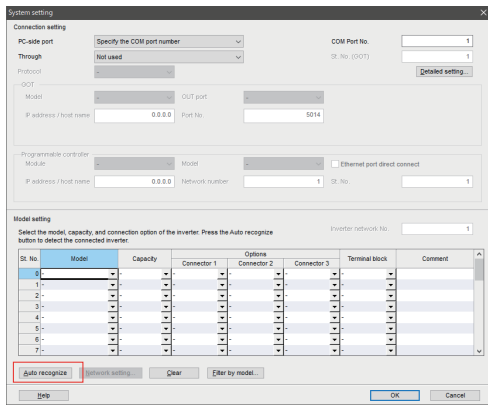 System setting
Connection setting
PC-side port Specify the COM port number COM Port No. 1
Through Not used St. No. (GOT) 1
Protocol - Detailed setting...
GOT
Model - GOT port -
IP address / host name 0.0.0.0 Port No. 5014
Programmable controller
Module - Model - Ethernet port direct connect
IP address / host name 0.0.0.0 Network number 1 St. No. 1
Model setting
Select the model, capacity, and connection option of the inverter. Press the Auto recognize
button to detect the connected inverter.
Inverter network No. 1
St. No. Model Capacity Options Terminal block Comment
Connector 1 Connector 2 Connector 3
0 - - - - - -
1 - - - - - -
2 - - - - - -
3 - - - - - -
4 - - - - - -
5 - - - - - -
6 - - - - - -
7 - - - - - -
Auto recognize Network setting... Clear Filter by model...
Help OK Cancel